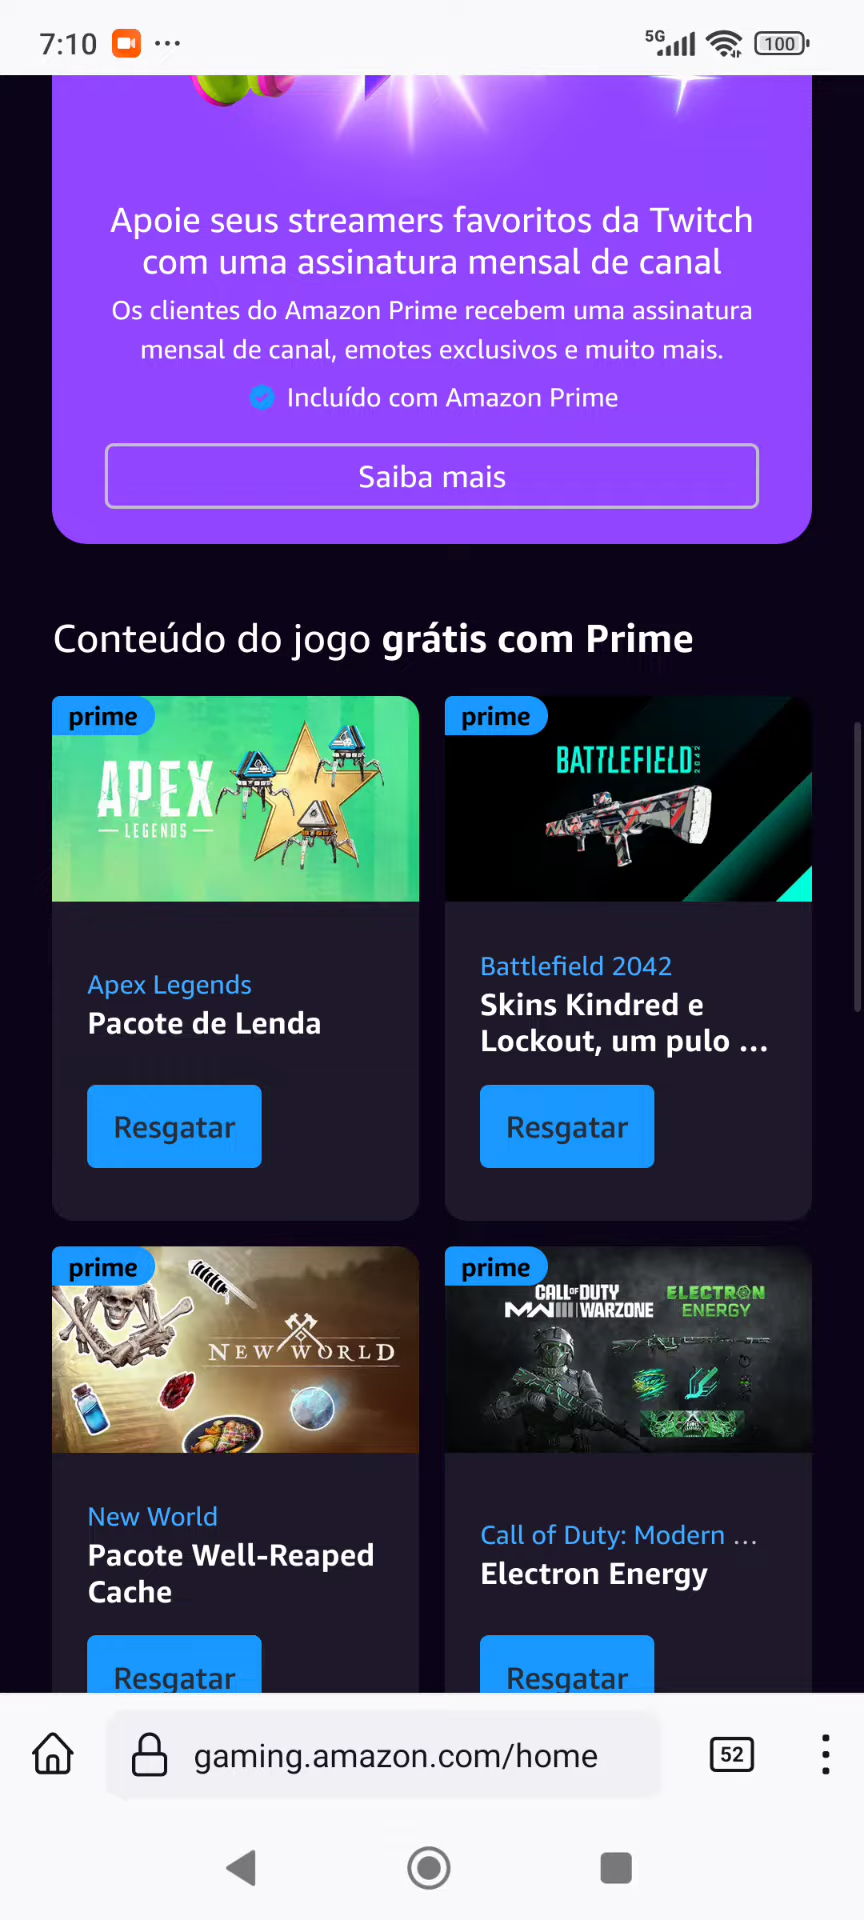 7:10
5G
100
Apoie seus streamers favoritos da Twitch
com uma assinatura mensal de canal
Os clientes do Amazon Prime recebem uma assinatura
mensal de canal, emotes exclusivos e muito mais.
Incluído com Amazon Prime
Saiba mais
Conteúdo do jogo grátis com Prime
prime
APEX
LEGENDS
Apex Legends
Pacote de Lenda
Resgatar
prime
BATTLEFIELD 2042
Battlefield 2042
Skins Kindred e
Lockout, um pulo ...
Resgatar
prime
NEW WORLD
New World
Pacote Well-Reaped
Cache
Resgatar
prime
CALL OF DUTY
MWIII WARZONE
ELECTRON
ENERGY
Call of Duty: Modern ...
Electron Energy
Resgatar
gaming.amazon.com/home
52